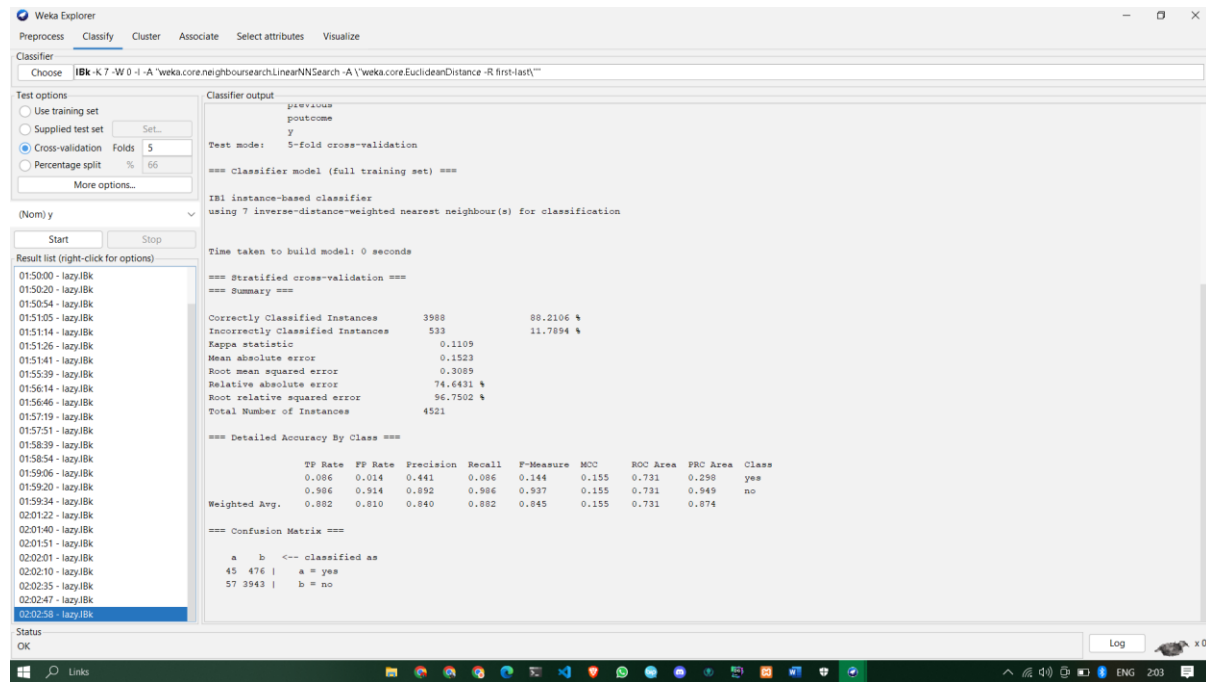 Weka Explorer
Preprocess Classify Cluster Associate Select attributes Visualize
Classifier
Choose IBk -K 7 -W 0 -I -A "weka.core.neighboursearch.LinearNNSearch -A \"weka.core.EuclideanDistance -R first-last\""
Test options
Use training set
Supplied test set Set...
Cross-validation Folds 5
Percentage split % 66
More options...
(Nom) y
Start Stop
Result list (right-click for options)
01:50:00 - lazy.IBk
01:50:20 - lazy.IBk
01:50:54 - lazy.IBk
01:51:05 - lazy.IBk
01:51:14 - lazy.IBk
01:51:26 - lazy.IBk
01:51:41 - lazy.IBk
01:55:39 - lazy.IBk
01:56:14 - lazy.IBk
01:56:46 - lazy.IBk
01:57:19 - lazy.IBk
01:57:51 - lazy.IBk
01:58:39 - lazy.IBk
01:58:54 - lazy.IBk
01:59:06 - lazy.IBk
01:59:20 - lazy.IBk
01:59:34 - lazy.IBk
02:01:22 - lazy.IBk
02:01:40 - lazy.IBk
02:01:51 - lazy.IBk
02:02:01 - lazy.IBk
02:02:10 - lazy.IBk
02:02:35 - lazy.IBk
02:02:47 - lazy.IBk
02:02:58 - lazy.IBk
Classifier output
previous
poutcome
y
Test mode: 5-fold cross-validation
=== Classifier model (full training set) ===
IB1 instance-based classifier
using 7 inverse-distance-weighted nearest neighbour(s) for classification
Time taken to build model: 0 seconds
=== Stratified cross-validation ===
=== Summary ===
Correctly Classified Instances 3988 88.2106 %
Incorrectly Classified Instances 533 11.7894 %
Kappa statistic 0.1109
Mean absolute error 0.1523
Root mean squared error 0.3089
Relative absolute error 74.6431 %
Root relative squared error 96.7502 %
Total Number of Instances 4521
=== Detailed Accuracy By Class ===
TP Rate FP Rate Precision Recall F-Measure MCC ROC Area PRC Area Class
0.086 0.014 0.441 0.086 0.144 0.155 0.731 0.298 yes
0.986 0.914 0.892 0.986 0.937 0.155 0.731 0.949 no
Weighted Avg. 0.882 0.810 0.840 0.882 0.845 0.155 0.731 0.874
=== Confusion Matrix ===
a b <-- classified as
45 476 | a = yes
57 3943 | b = no
Status
OK
Log
x 0
Links
ENG 2:03